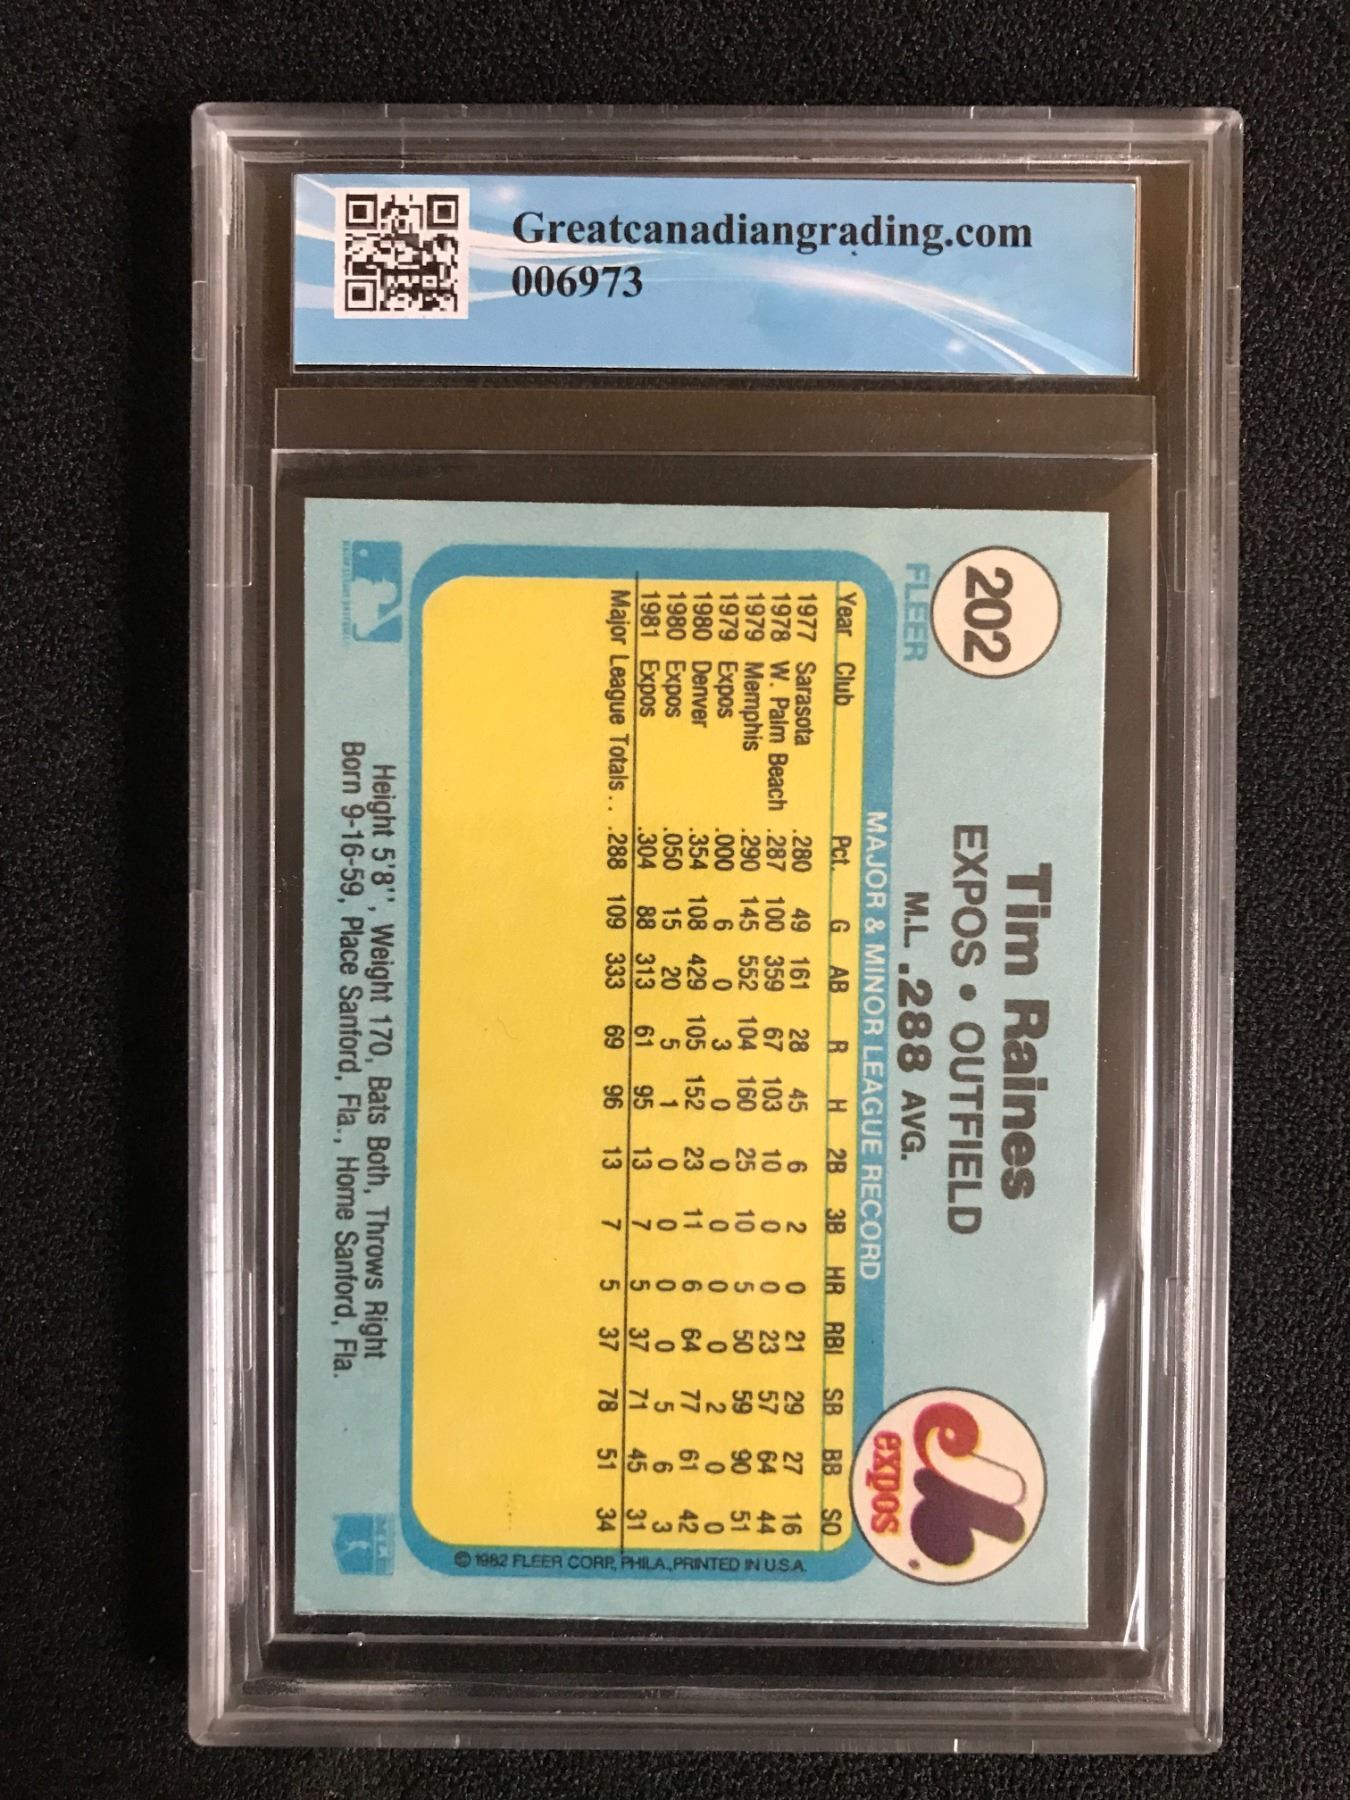 Greatcanadiangrading.com
006973
202
FLEER
Tim Raines
EXPOS • OUTFIELD
M.L. .288 AVG.
expos
MAJOR & MINOR LEAGUE RECORD
Year Club Pct. G AB R H 2B 3B HR RBI SB BB SO
1977 Sarasota .280 49 161 28 45 6 2 0 21 29 27 16
1978 W. Palm Beach .287 100 359 67 103 10 0 0 23 57 64 44
1979 Memphis .290 145 552 104 160 25 10 5 50 59 90 51
1979 Expos .000 6 0 3 0 0 0 0 0 2 0 0
1980 Denver .354 108 429 105 152 23 11 6 64 77 61 42
1980 Expos .050 15 20 5 1 0 0 0 0 5 6 3
1981 Expos .304 88 313 61 95 13 7 5 37 71 45 31
Major League Totals . . .288 109 333 69 96 13 7 5 37 78 51 34
© 1982 FLEER CORP., PHILA., PRINTED IN U.S.A.
Height 5'8'', Weight 170, Bats Both, Throws Right
Born 9-16-59, Place Sanford, Fla., Home Sanford, Fla.